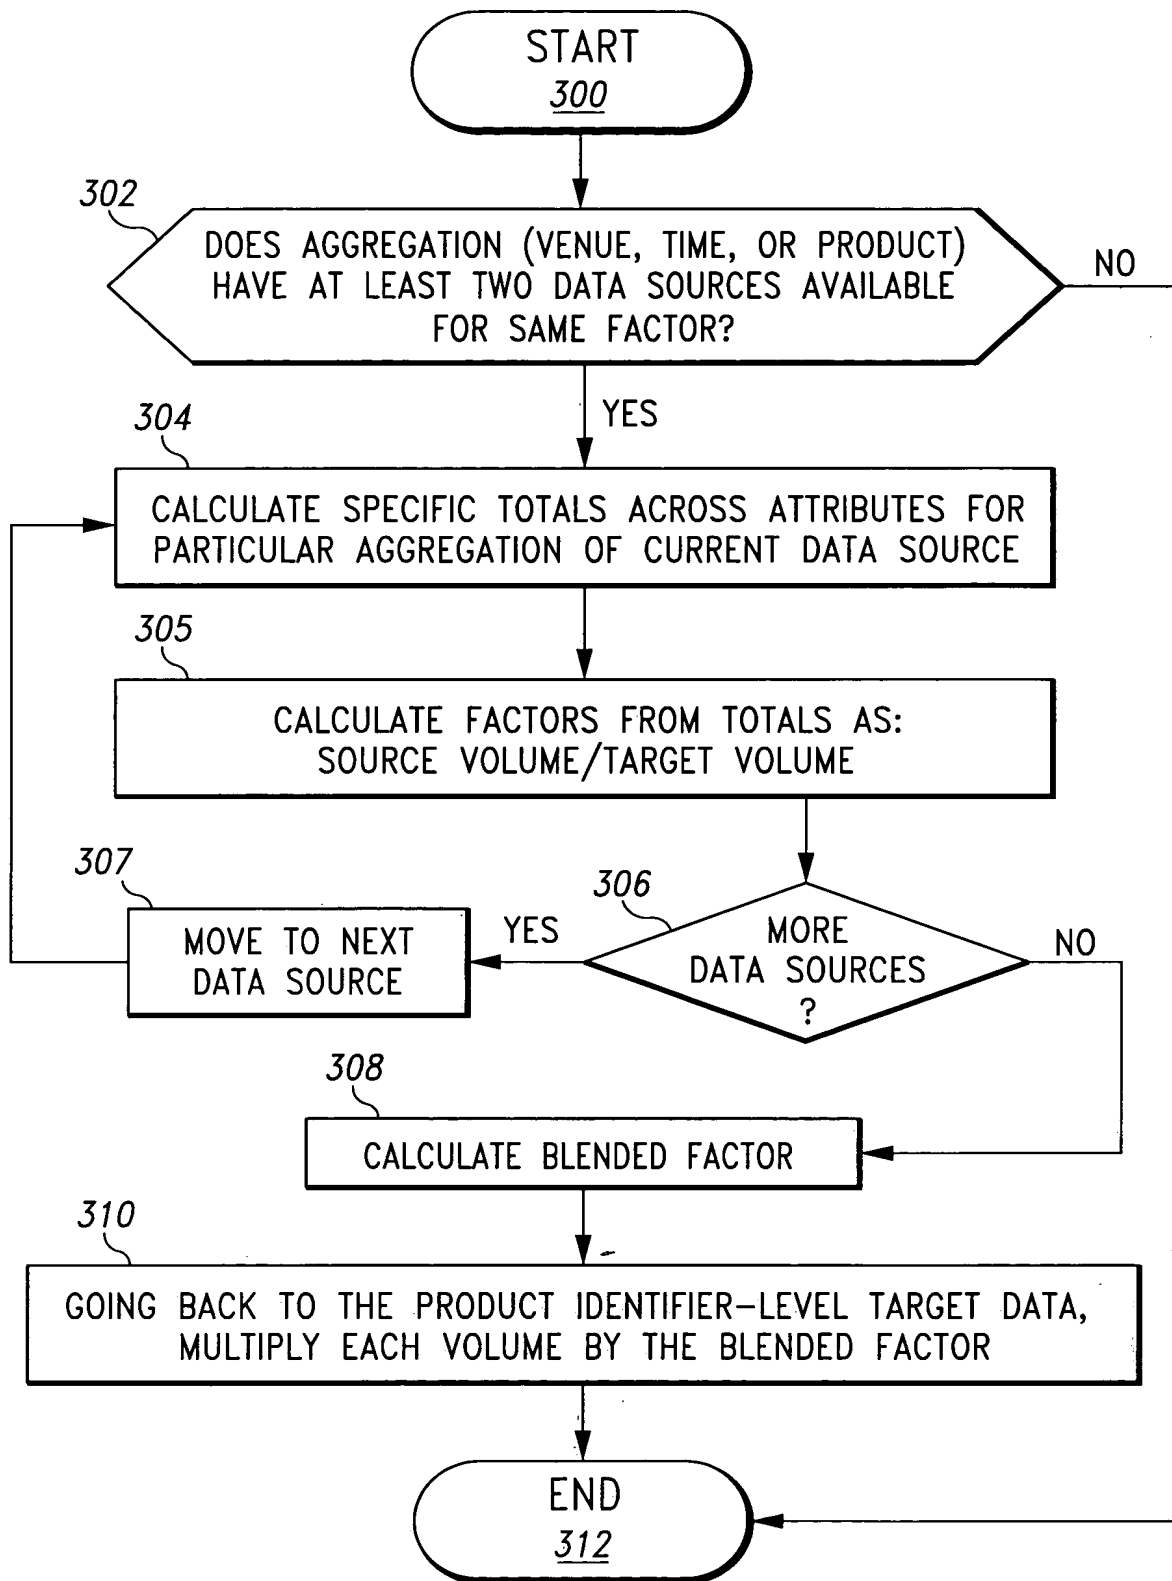 START
300
302
DOES AGGREGATION (VENUE, TIME, OR PRODUCT)
HAVE AT LEAST TWO DATA SOURCES AVAILABLE
FOR SAME FACTOR?
NO
YES
304
CALCULATE SPECIFIC TOTALS ACROSS ATTRIBUTES FOR
PARTICULAR AGGREGATION OF CURRENT DATA SOURCE
305
CALCULATE FACTORS FROM TOTALS AS:
SOURCE VOLUME/TARGET VOLUME
307
MOVE TO NEXT
DATA SOURCE
YES
306
MORE
DATA SOURCES
?
NO
308
CALCULATE BLENDED FACTOR
310
GOING BACK TO THE PRODUCT IDENTIFIER-LEVEL TARGET DATA,
MULTIPLY EACH VOLUME BY THE BLENDED FACTOR
END
312